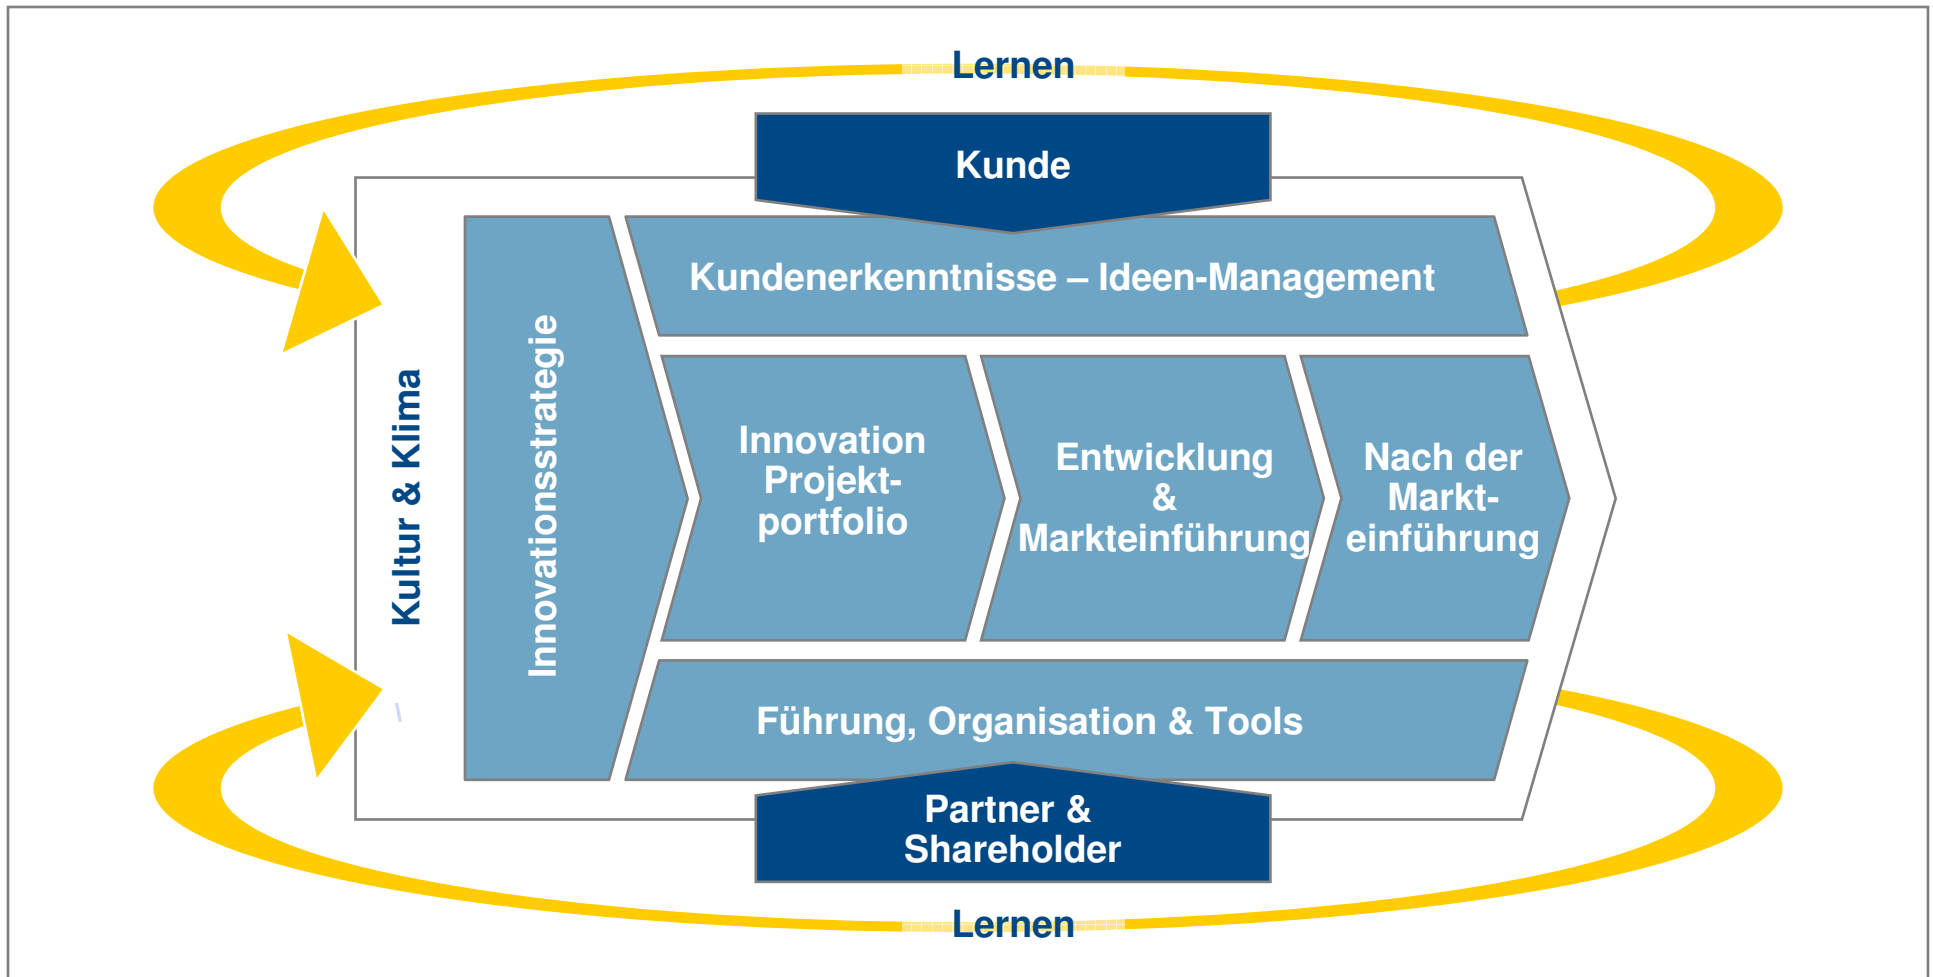 Lernen
Kunde
Kundenerkenntnisse – Ideen-Management
Kultur & Klima
Innovationsstrategie
Innovation
Projekt-
portfolio
Entwicklung
&
Markteinführung
Nach der
Markt-
einführung
Führung, Organisation & Tools
Partner &
Shareholder
Lernen